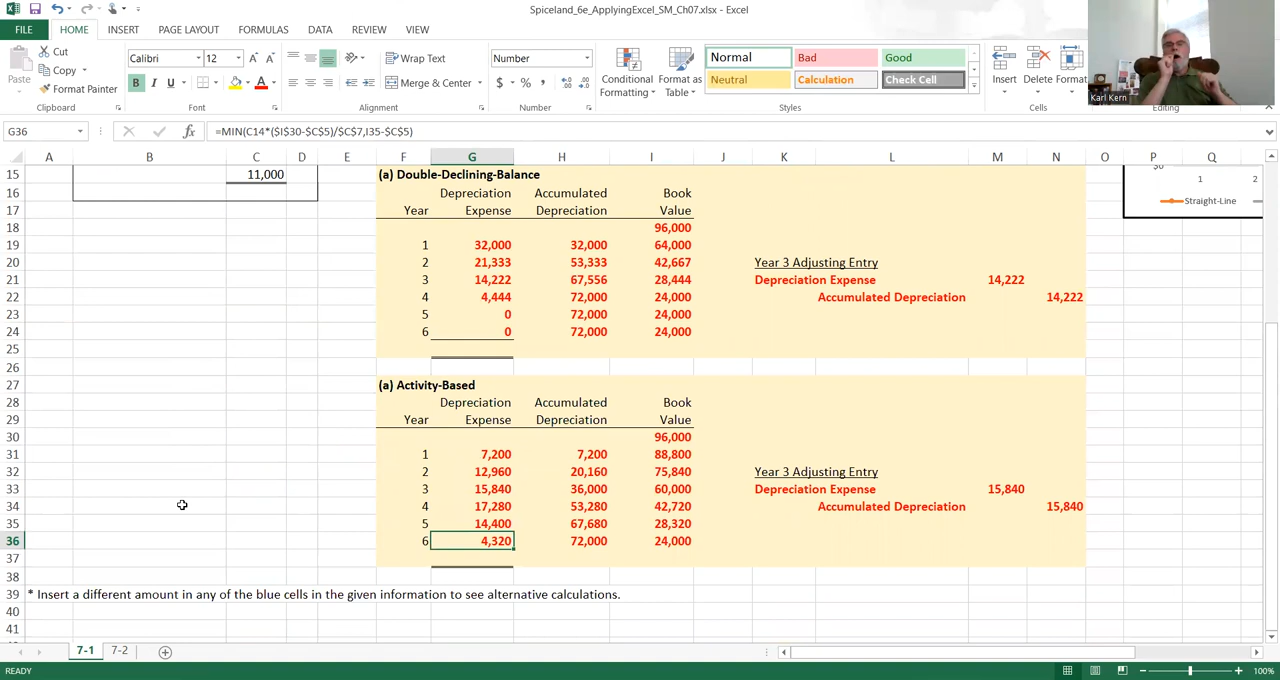 Spiceland_6e_ApplyingExcel_SM_Ch07.xlsx - Excel
FILE HOME INSERT PAGE LAYOUT FORMULAS DATA REVIEW VIEW
Paste
Cut
Copy
Format Painter
Clipboard
Calibri 12
B I U
Font
Wrap Text
Merge & Center
Alignment
Number
$ % ,
Number
Conditional Formatting
Format as Table
Normal Bad Good
Neutral Calculation Check Cell
Styles
Insert Delete Format
Cells
Karl Kern
Editing
G36 fx =MIN(C14*($I$30-$C$5)/$C$7,I35-$C$5)
A B C D E F G H I J K L M N O P Q
15 11,000 (a) Double-Declining-Balance $0
16 Depreciation Accumulated Book 1 2
17 Year Expense Depreciation Value Straight-Line
18 96,000
19 1 32,000 32,000 64,000
20 2 21,333 53,333 42,667 Year 3 Adjusting Entry
21 3 14,222 67,556 28,444 Depreciation Expense 14,222
22 4 4,444 72,000 24,000 Accumulated Depreciation 14,222
23 5 0 72,000 24,000
24 6 0 72,000 24,000
25
26
27 (a) Activity-Based
28 Depreciation Accumulated Book
29 Year Expense Depreciation Value
30 96,000
31 1 7,200 7,200 88,800
32 2 12,960 20,160 75,840 Year 3 Adjusting Entry
33 3 15,840 36,000 60,000 Depreciation Expense 15,840
34 4 17,280 53,280 42,720 Accumulated Depreciation 15,840
35 5 14,400 67,680 28,320
36 6 4,320 72,000 24,000
37
38
39 * Insert a different amount in any of the blue cells in the given information to see alternative calculations.
40
41
7-1 7-2
READY 100%